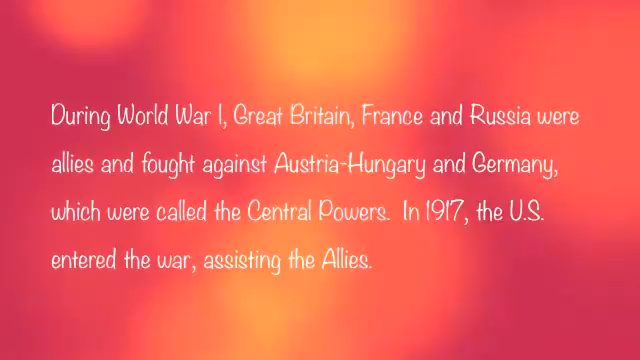 During World War I, Great Britain, France and Russia were
allies and fought against Austria-Hungary and Germany,
which were called the Central Powers.  In 1917, the U.S.
entered the war, assisting the Allies.